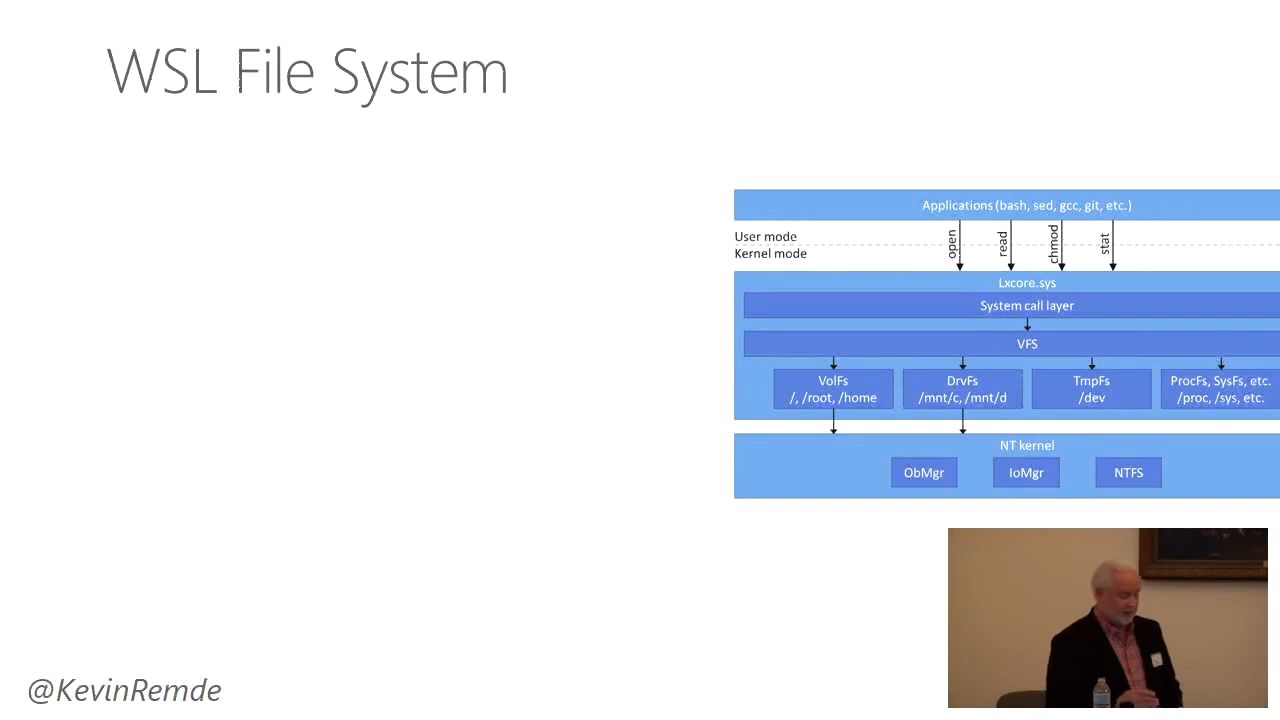 WSL File System
Applications (bash, sed, gcc, git, etc.)
User mode
Kernel mode
open
read
chmod
stat
Lxcore.sys
System call layer
VFS
VolFs
/, /root, /home
DrvFs
/mnt/c, /mnt/d
TmpFs
/dev
ProcFs, SysFs, etc.
/proc, /sys, etc.
NT kernel
ObMgr
IoMgr
NTFS
@KevinRemde